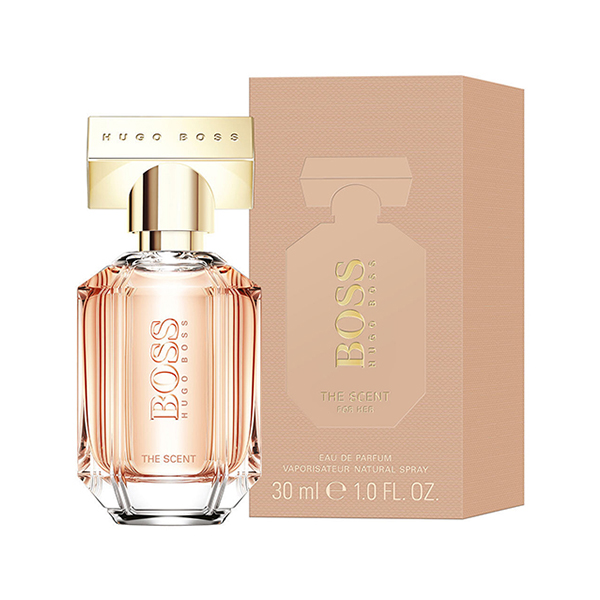 HUGO BOSS
BOSS
HUGO BOSS
THE SCENT
BOSS
HUGO BOSS
THE SCENT
FOR HER
EAU DE PARFUM
VAPORISATEUR NATURAL SPRAY
30 ml ℮ 1.0 FL. OZ.